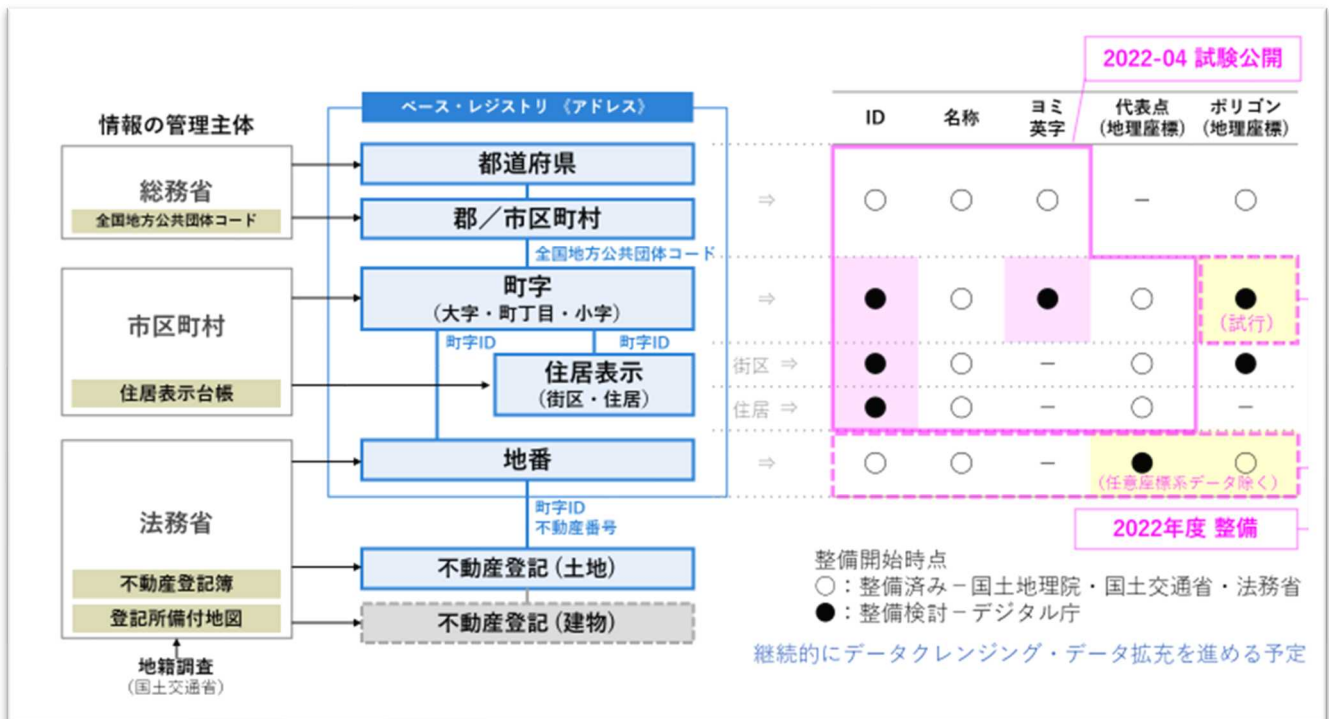 2022-04 試験公開
情報の管理主体
ベース・レジストリ 《アドレス》
ID
名称
ヨミ
英字
代表点
(地理座標)
ポリゴン
(地理座標)
総務省
全国地方公共団体コード
都道府県
郡／市区町村
全国地方公共団体コード
⇒ ○ ○ ○ − ○
市区町村
住居表示台帳
町字
(大字・町丁目・小字)
町字ID
町字ID
住居表示
(街区・住居)
⇒ ● ○ ● ○ ●
(試行)
街区 ⇒ ● ○ − ○ ●
住居 ⇒ ● ○ − ○ −
法務省
不動産登記簿
登記所備付地図
地籍調査
(国土交通省)
地番
町字ID
不動産番号
不動産登記 (土地)
不動産登記 (建物)
⇒ ○ ○ − ● ○
(任意座標系データ除く)
2022年度 整備
整備開始時点
○：整備済み − 国土地理院・国土交通省・法務省
●：整備検討 − デジタル庁
継続的にデータクレンジング・データ拡充を進める予定